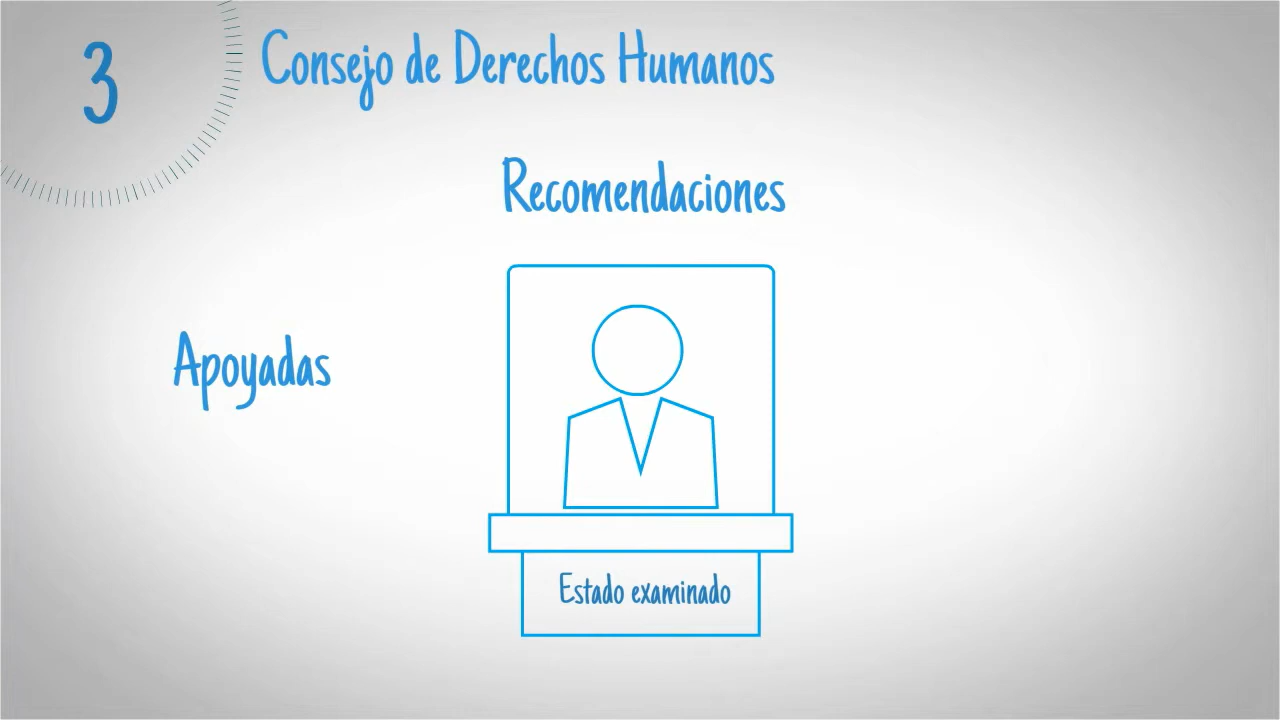 3
Consejo de Derechos Humanos
Recomendaciones
Apoyadas
Estado examinado